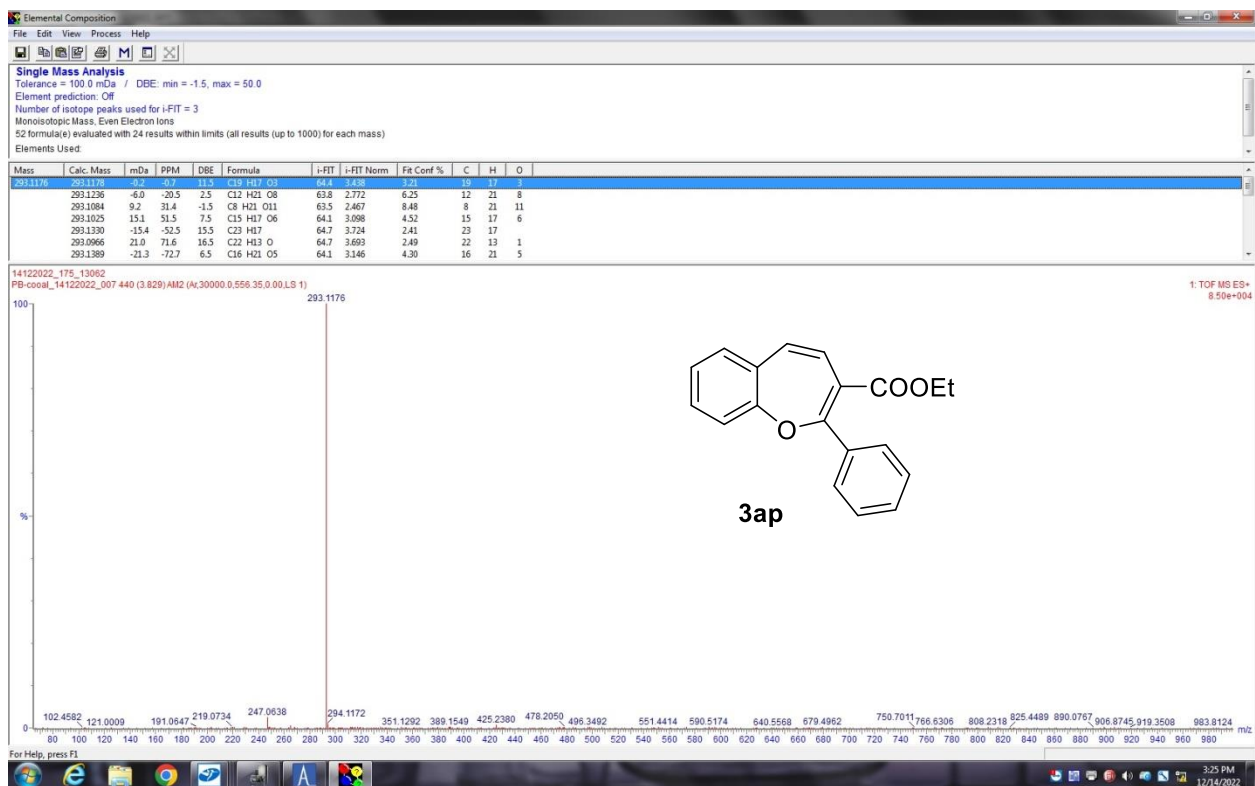 Elemental Composition
File Edit View Process Help
Single Mass Analysis
Tolerance = 100.0 mDa / DBE: min = -1.5, max = 50.0
Element prediction: Off
Number of isotope peaks used for i-FIT = 3
Monoisotopic Mass, Even Electron Ions
52 formula(e) evaluated with 24 results within limits (all results (up to 1000) for each mass)
Elements Used:
Mass Calc. Mass mDa PPM DBE Formula i-FIT i-FIT Norm Fit Conf % C H O
293.1176 293.1178 -0.2 -0.7 11.5 C19 H17 O3 64.4 3.438 3.21 19 17 3
293.1236 -6.0 -20.5 2.5 C12 H21 O8 63.8 2.772 6.25 12 21 8
293.1084 9.2 31.4 -1.5 C8 H21 O11 63.5 2.467 8.48 8 21 11
293.1025 15.1 51.5 7.5 C15 H17 O6 64.1 3.098 4.52 15 17 6
293.1330 -15.4 -52.5 15.5 C23 H17 64.7 3.724 2.41 23 17
293.0966 21.0 71.6 16.5 C22 H13 O 64.7 3.693 2.49 22 13 1
293.1389 -21.3 -72.7 6.5 C16 H21 O5 64.1 3.146 4.30 16 21 5
14122022_175_13062
PB-cooal_14122022_007 440 (3.829) AM2 (Ar,30000.0,556.35,0.00,LS 1)
1: TOF MS ES+
8.50e+004
293.1176
100
COOEt
O
3ap
%
0
102.4582 121.0009 191.0647 219.0734 247.0638 294.1172 351.1292 389.1549 425.2380 478.2050 496.3492 551.4414 590.5174 640.5568 679.4962 750.7011 766.6306 808.2318 825.4489 890.0767 906.8745 919.3508 983.8124
m/z
80 100 120 140 160 180 200 220 240 260 280 300 320 340 360 380 400 420 440 460 480 500 520 540 560 580 600 620 640 660 680 700 720 740 760 780 800 820 840 860 880 900 920 940 960 980
For Help, press F1
3:25 PM
12/14/2022